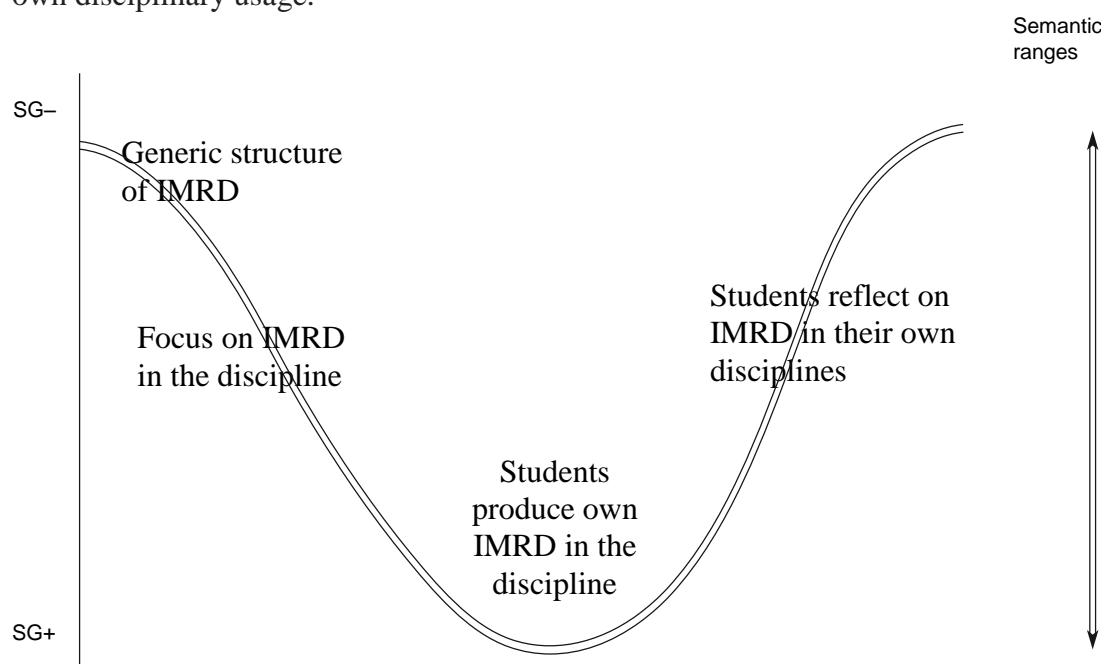 own disciplinary usage.
Semantic
ranges
SG–
Generic structure
of IMRD
Focus on IMRD
in the discipline
Students
produce own
IMRD in the
discipline
Students reflect on
IMRD in their own
disciplines
SG+